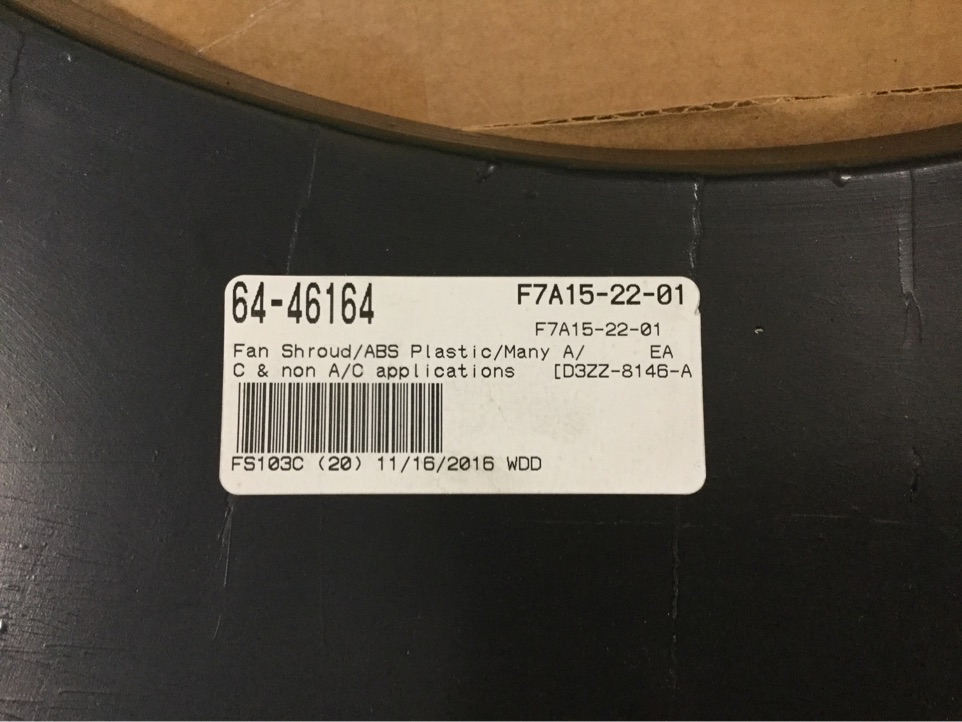 64-46164 F7A15-22-01
F7A15-22-01
Fan Shroud/ABS Plastic/Many A/ EA
C & non A/C applications [D3ZZ-8146-A
FS103C (20) 11/16/2016 WDD